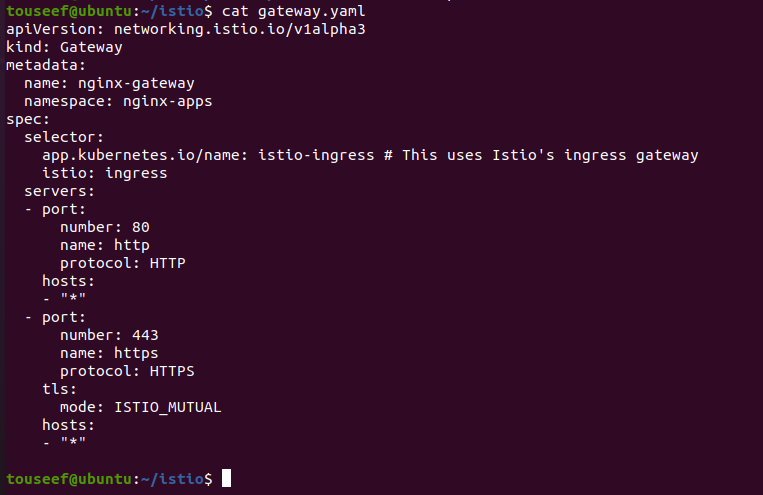 touseef@ubuntu:~/istio$ cat gateway.yaml
apiVersion: networking.istio.io/v1alpha3
kind: Gateway
metadata:
  name: nginx-gateway
  namespace: nginx-apps
spec:
  selector:
    app.kubernetes.io/name: istio-ingress # This uses Istio's ingress gateway
    istio: ingress
  servers:
  - port:
      number: 80
      name: http
      protocol: HTTP
    hosts:
    - "*"
  - port:
      number: 443
      name: https
      protocol: HTTPS
    tls:
      mode: ISTIO_MUTUAL
    hosts:
    - "*"

touseef@ubuntu:~/istio$